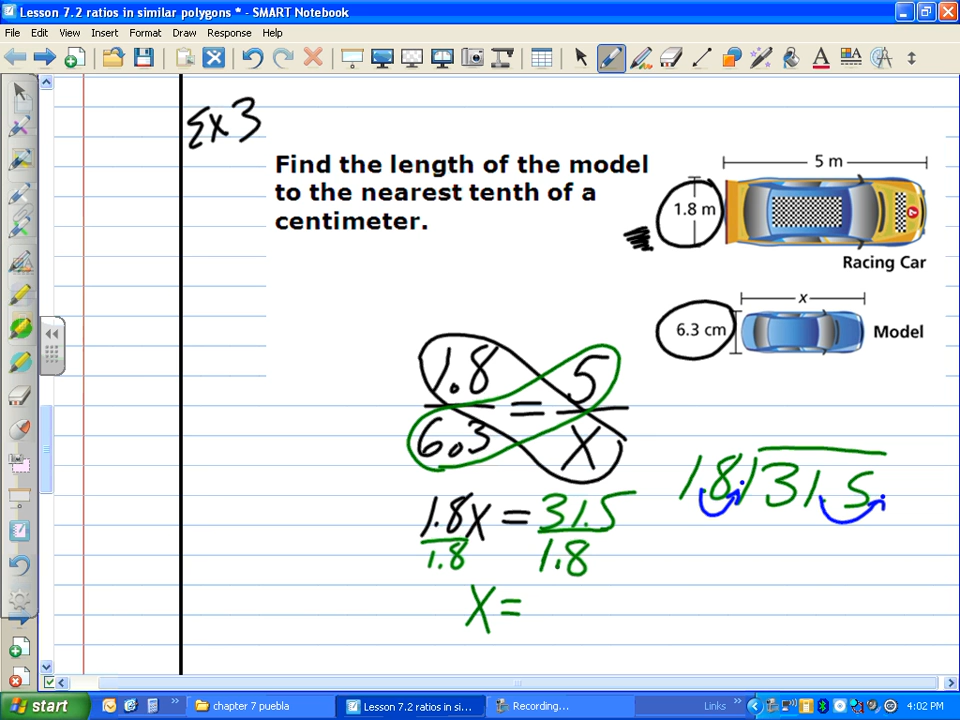 Lesson 7.2 ratios in similar polygons * - SMART Notebook
File Edit View Insert Format Draw Response Help
Ex 3
Find the length of the model
to the nearest tenth of a
centimeter.
5 m
1.8 m
Racing Car
x
6.3 cm
Model
1.8 = 5
6.3 X
1.8x = 31.5
1.8 1.8
X =
18.)31 5.
start
chapter 7 puebla
Lesson 7.2 ratios in si...
Recording...
Links
4:02 PM